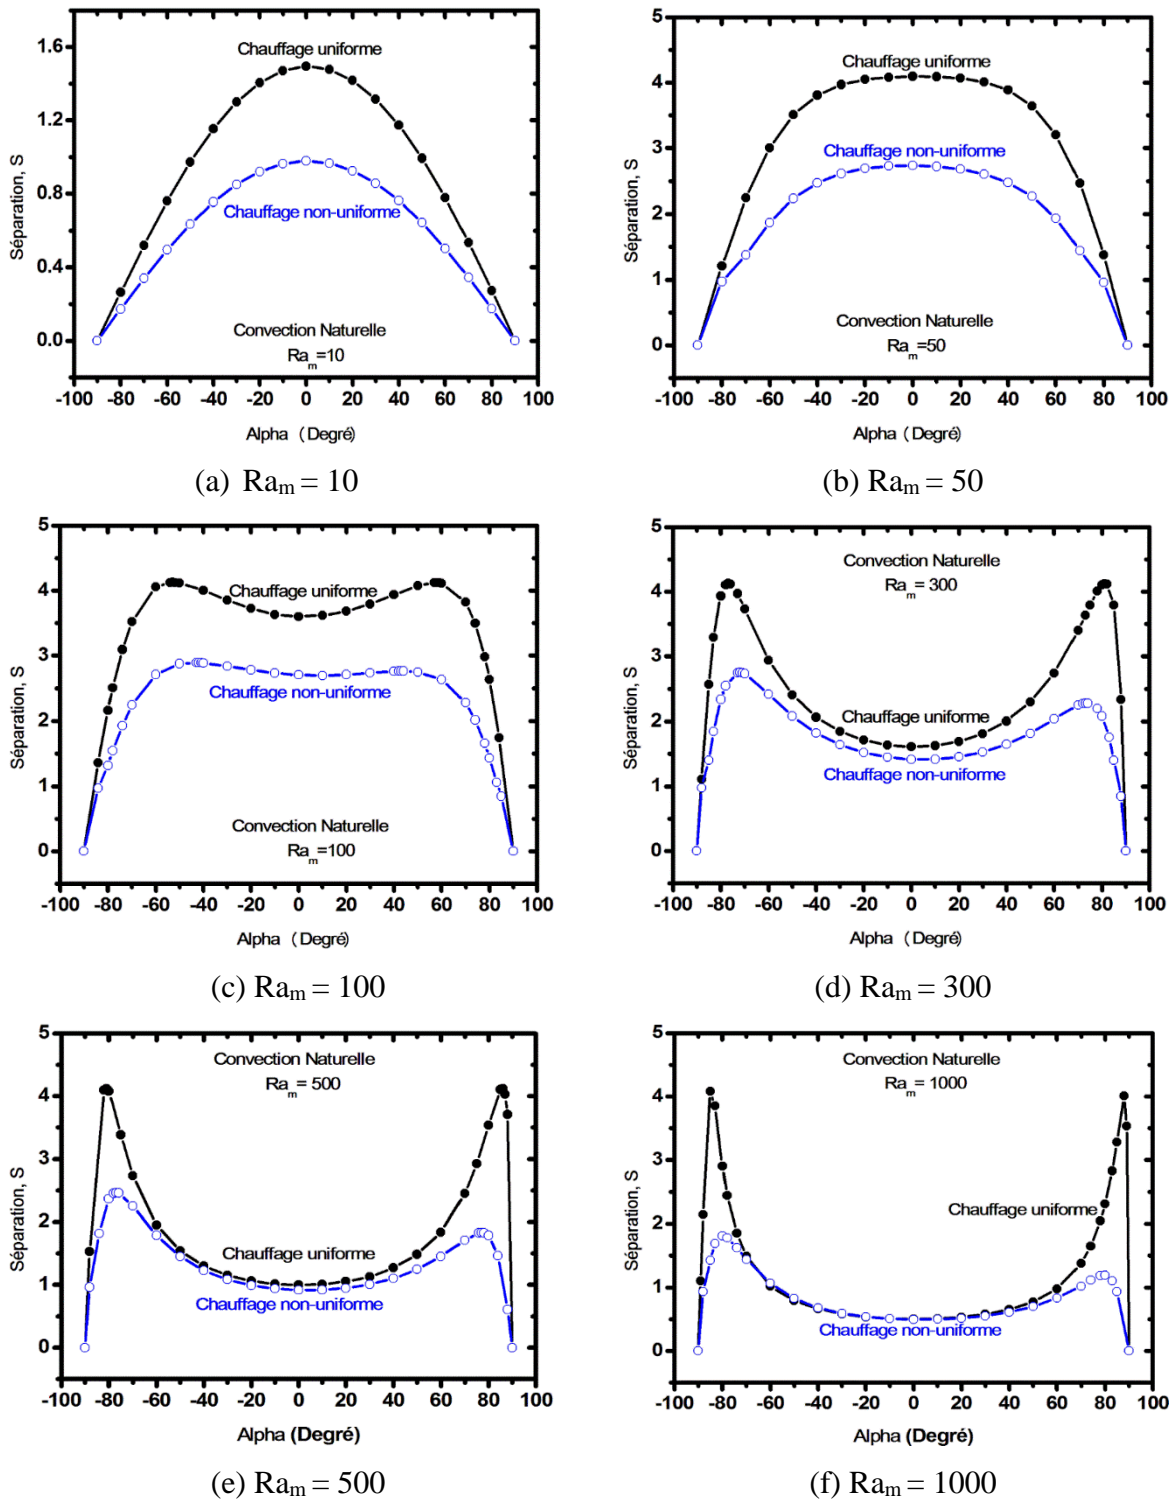 Séparation, S
1.6
1.2
0.8
0.4
0.0
Chauffage uniforme
Chauffage non-uniforme
Convection Naturelle
Ra_m=10
-100 -80 -60 -40 -20 0 20 40 60 80 100
Alpha (Degré)
(a) Ra_m = 10
Séparation, S
5
4
3
2
1
0
Chauffage uniforme
Chauffage non-uniforme
Convection Naturelle
Ra_m=50
-100 -80 -60 -40 -20 0 20 40 60 80 100
Alpha (Degré)
(b) Ra_m = 50
Séparation, S
5
4
3
2
1
0
Chauffage uniforme
Chauffage non-uniforme
Convection Naturelle
Ra_m=100
-100 -80 -60 -40 -20 0 20 40 60 80 100
Alpha (Degré)
(c) Ra_m = 100
Séparation, S
5
4
3
2
1
0
Convection Naturelle
Ra_m= 300
Chauffage uniforme
Chauffage non-uniforme
-100 -80 -60 -40 -20 0 20 40 60 80 100
Alpha (Degré)
(d) Ra_m = 300
Séparation, S
5
4
3
2
1
0
Convection Naturelle
Ra_m= 500
Chauffage uniforme
Chauffage non-uniforme
-100 -80 -60 -40 -20 0 20 40 60 80 100
Alpha (Degré)
(e) Ra_m = 500
Séparation, S
5
4
3
2
1
0
Convection Naturelle
Ra_m= 1000
Chauffage uniforme
Chauffage non-uniforme
-100 -80 -60 -40 -20 0 20 40 60 80 100
Alpha (Degré)
(f) Ra_m = 1000